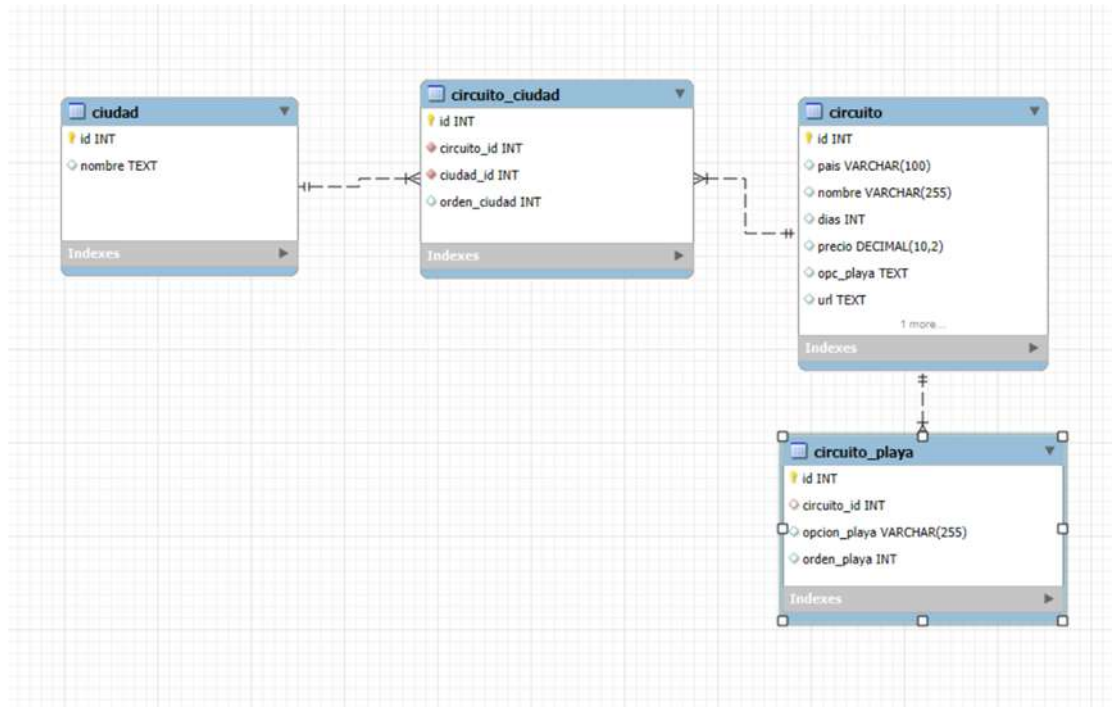 ciudad
id INT
nombre TEXT
Indexes
circuito_ciudad
id INT
circuito_id INT
ciudad_id INT
orden_ciudad INT
Indexes
circuito
id INT
pais VARCHAR(100)
nombre VARCHAR(255)
dias INT
precio DECIMAL(10,2)
opc_playa TEXT
url TEXT
1 more...
Indexes
circuito_playa
id INT
circuito_id INT
opcion_playa VARCHAR(255)
orden_playa INT
Indexes